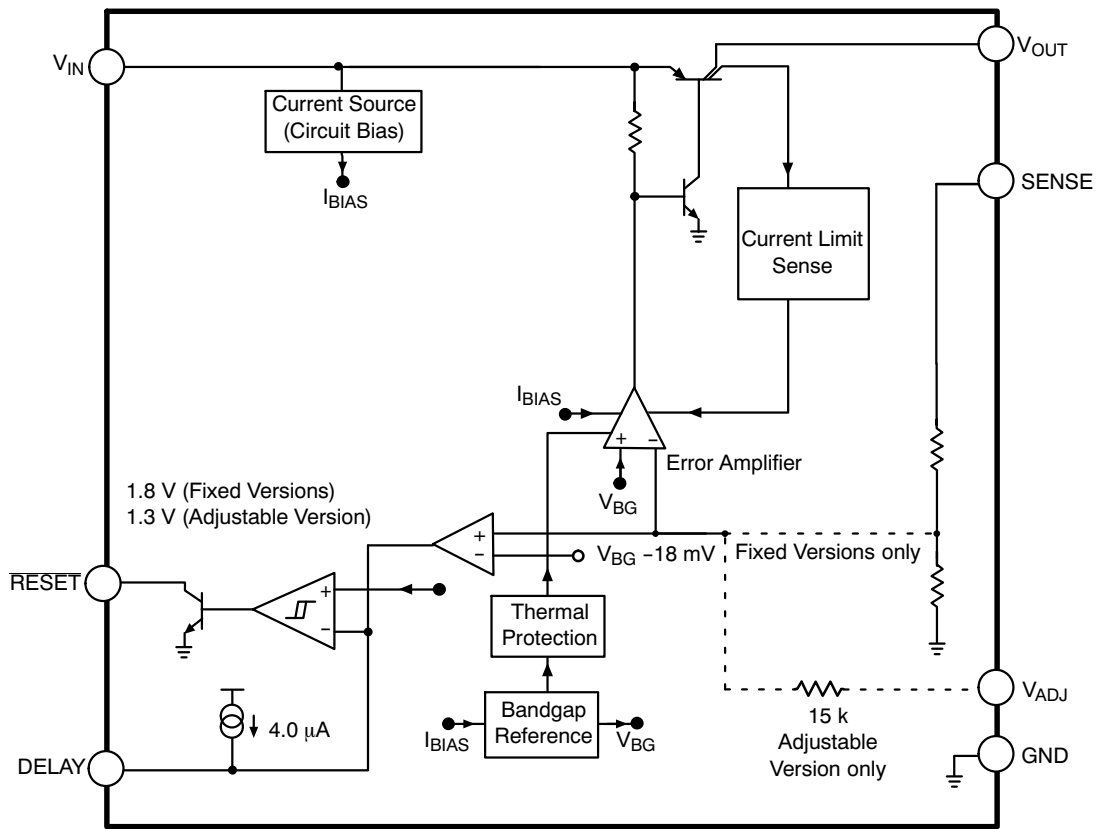 V_IN
V_OUT
Current Source
(Circuit Bias)
I_BIAS
SENSE
Current Limit
Sense
I_BIAS
+
−
Error Amplifier
V_BG
1.8 V (Fixed Versions)
1.3 V (Adjustable Version)
+
−
V_BG −18 mV
Fixed Versions only
RESET
+
−
Thermal
Protection
4.0 μA
I_BIAS
Bandgap
Reference
V_BG
15 k
Adjustable
Version only
V_ADJ
GND
DELAY